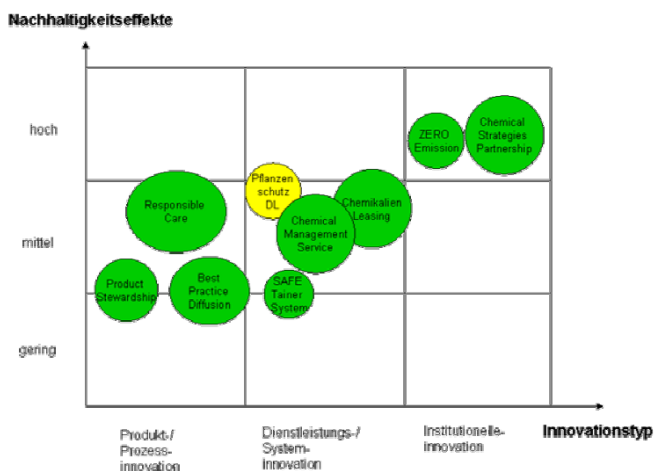 Nachhaltigkeitseffekte
hoch
mittel
gering
ZERO
Emission
Chemical
Strategies
Partnership
Pflanzen
schutz
DL
Responsible
Care
Chemikalien
Leasing
Chemical
Management
Service
Product
Stewardship
Best
Practice
Diffusion
SAFE
Tainer
System
Produkt-/
Prozess-
innovation
Dienstleistungs-/
System-
Innovation
Institutionelle-
innovation
Innovationstyp